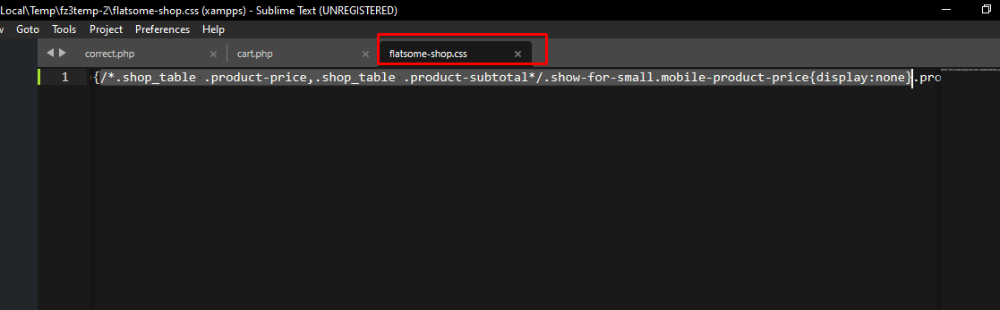 Local\Temp\fz3temp-2\flatsome-shop.css (xampps) - Sublime Text (UNREGISTERED)
Goto Tools Project Preferences Help
correct.php × cart.php × flatsome-shop.css ×
1 {/*.shop_table .product-price,.shop_table .product-subtotal*/.show-for-small.mobile-product-price{display:none}.pro